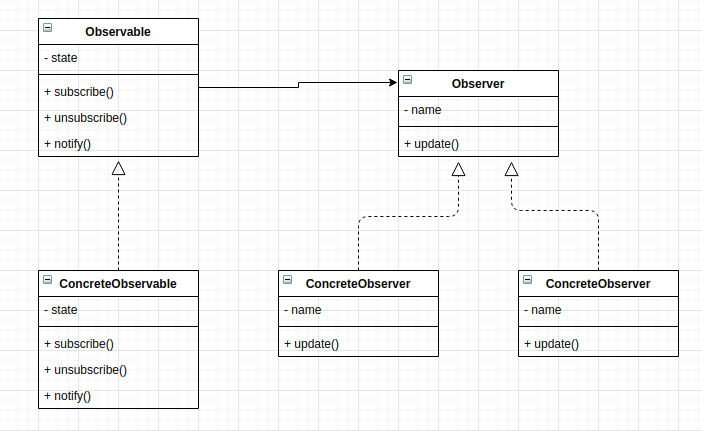 Observable
- state
+ subscribe()
+ unsubscribe()
+ notify()
Observer
- name
+ update()
ConcreteObservable
- state
+ subscribe()
+ unsubscribe()
+ notify()
ConcreteObserver
- name
+ update()
ConcreteObserver
- name
+ update()